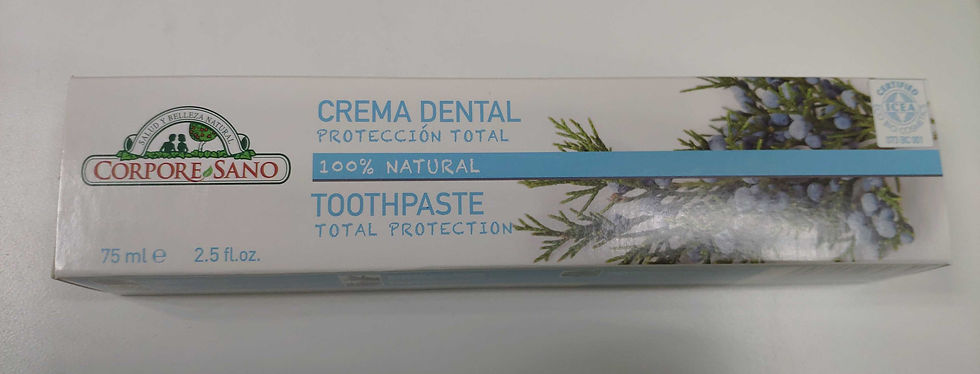 SALUD Y BELLEZA NATURAL
CORPORE SANO
75 ml e 2.5 fl.oz.
CREMA DENTAL
PROTECCIÓN TOTAL
100% NATURAL
TOOTHPASTE
TOTAL PROTECTION
CERTIFIED
ICEA